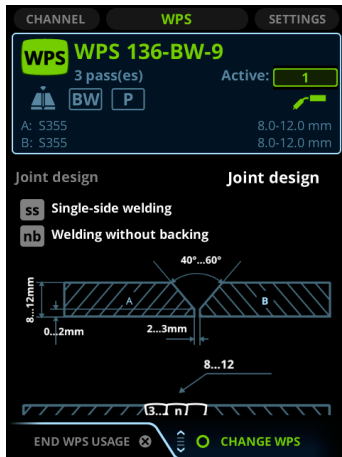 CHANNEL WPS SETTINGS
WPS WPS 136-BW-9
3 pass(es) Active: 1
BW P
A: S355 8.0-12.0 mm
B: S355 8.0-12.0 mm
Joint design Joint design
ss Single-side welding
nb Welding without backing
40°...60°
8...12mm
A B
0...2mm 2...3mm
8...12
3... n
END WPS USAGE CHANGE WPS